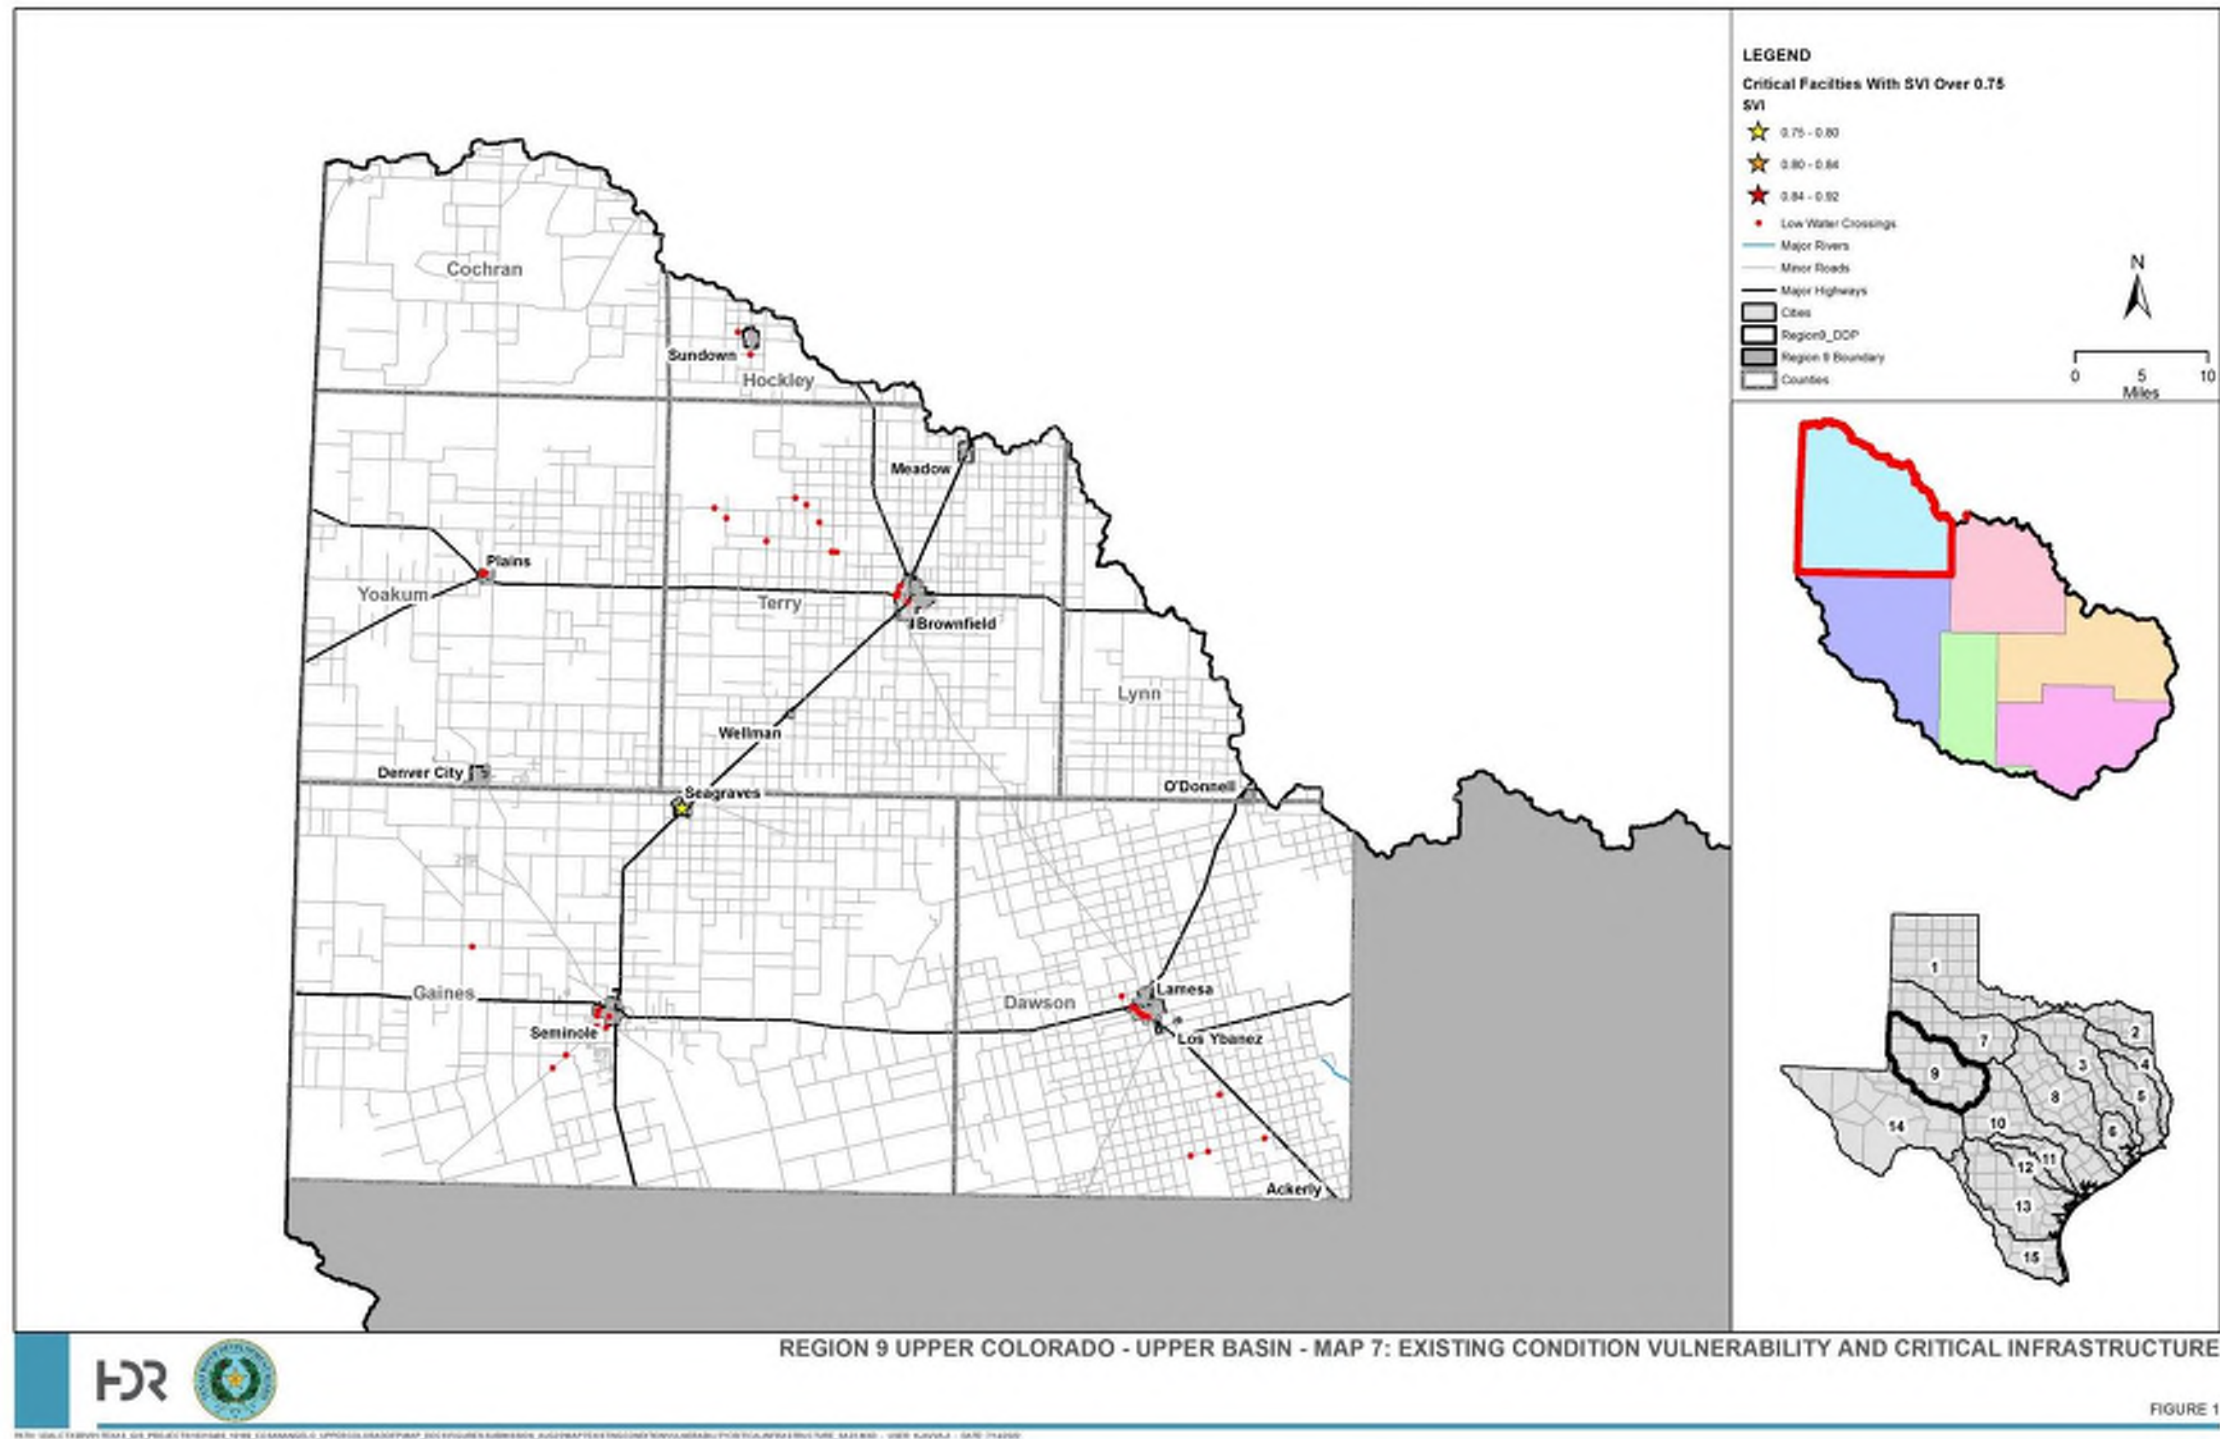 LEGEND
Critical Facilties With SVI Over 0.75
SVI
0.75 - 0.80
0.80 - 0.84
0.84 - 0.92
Low Water Crossings
Major Rivers
Minor Roads
Major Highways
Cities
Region9_DDP
Region 9 Boundary
Counties
N
0 5 10
Miles
Cochran
Sundown
Hockley
Meadow
Plains
Yoakum
Terry
Brownfield
Lynn
Wellman
Denver City
Seagraves
O'Donnell
Gaines
Seminole
Dawson
Lamesa
Los Ybanez
Ackerly
1
2
7
3
4
9
8
5
14
10
6
11
12
13
15
HDR
REGION 9 UPPER COLORADO - UPPER BASIN - MAP 7: EXISTING CONDITION VULNERABILITY AND CRITICAL INFRASTRUCTURE
FIGURE 1